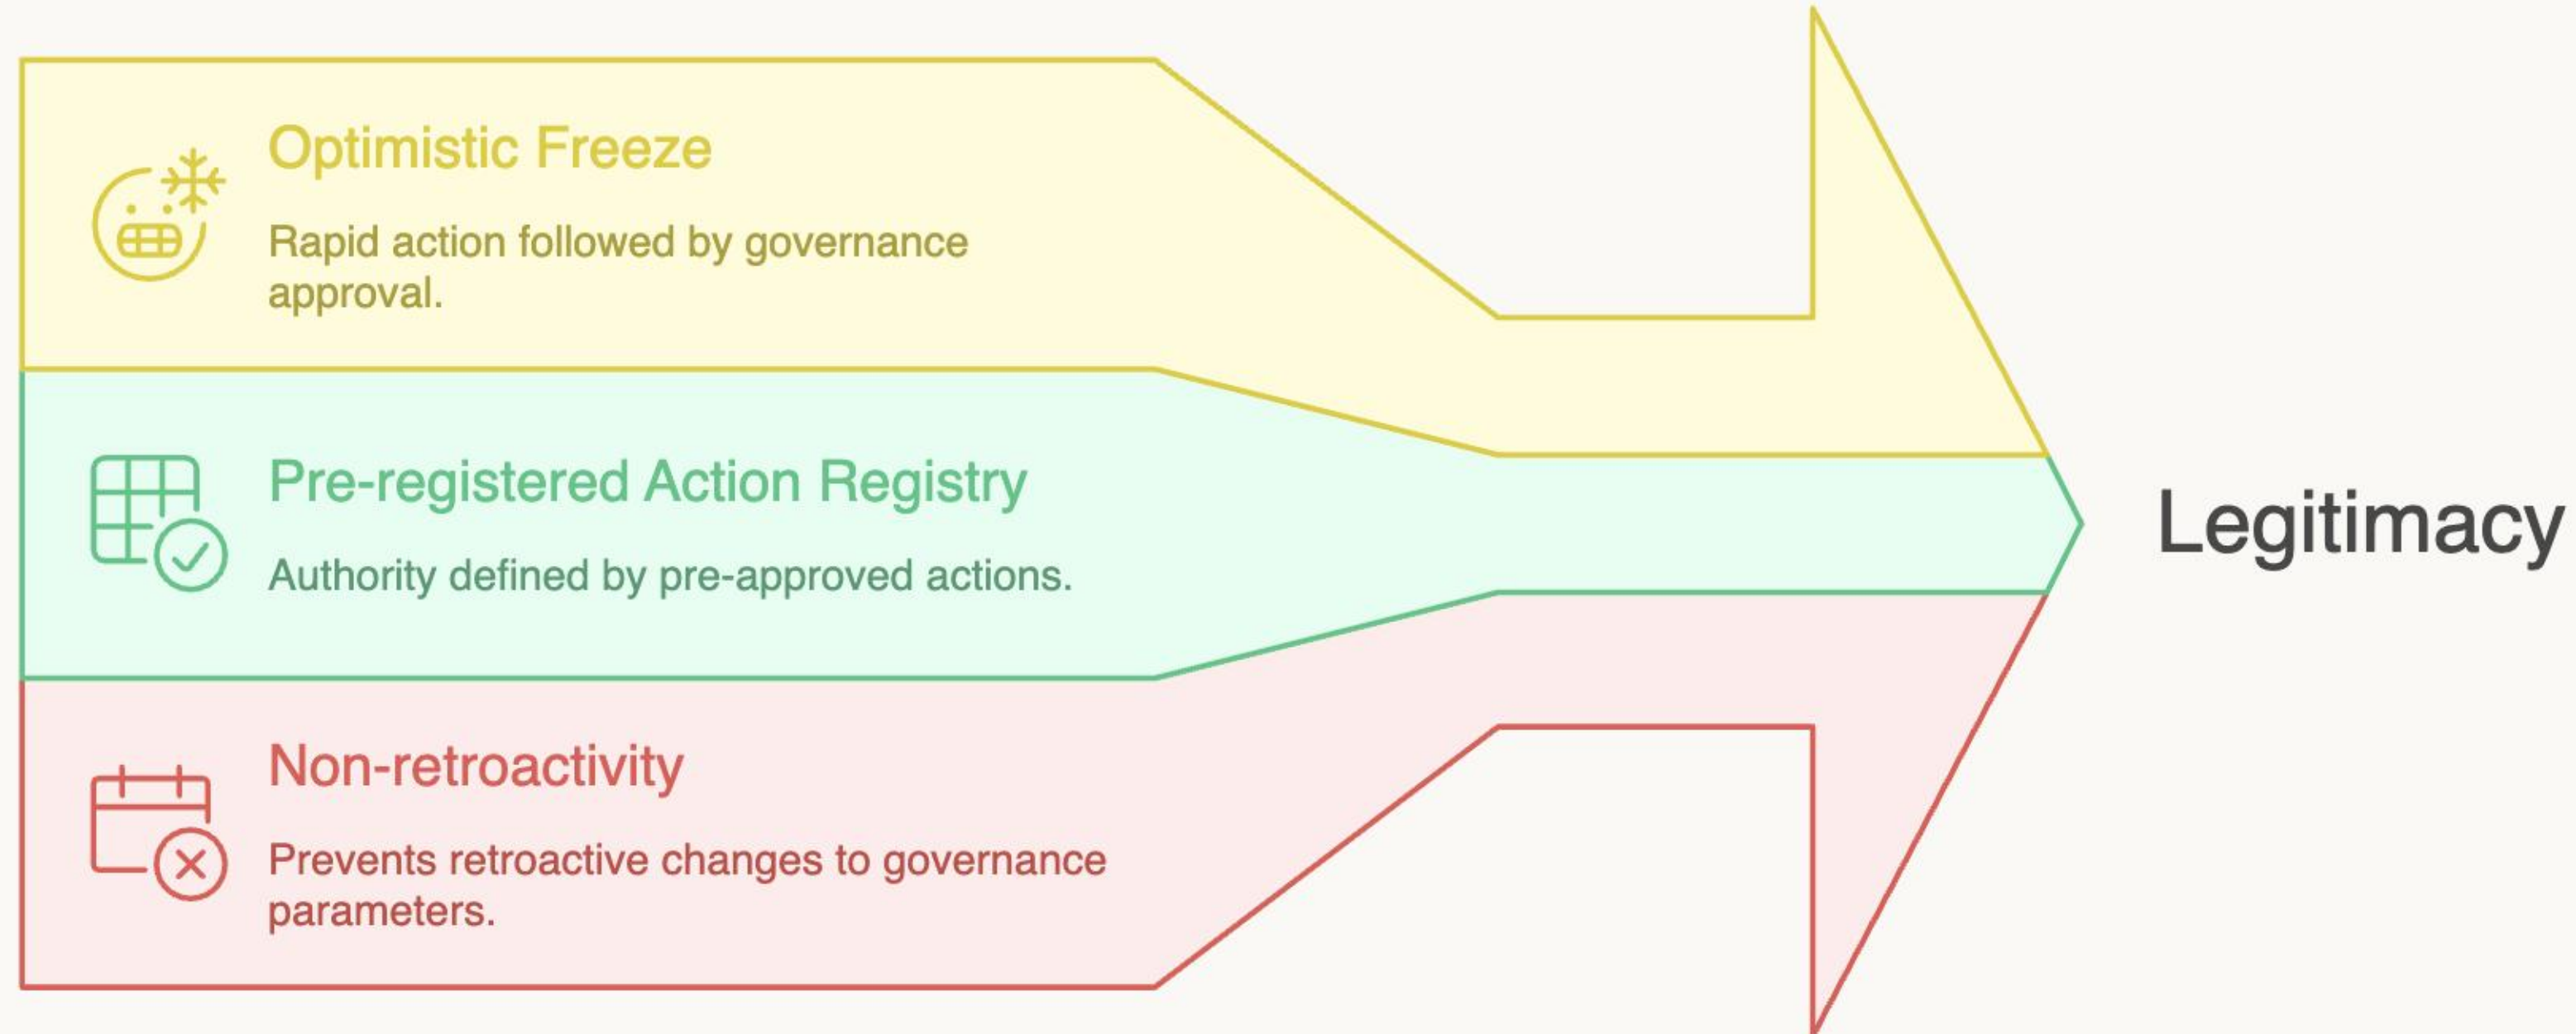 Optimistic Freeze
Rapid action followed by governance
approval.
Pre-registered Action Registry
Authority defined by pre-approved actions.
Non-retroactivity
Prevents retroactive changes to governance
parameters.
Legitimacy